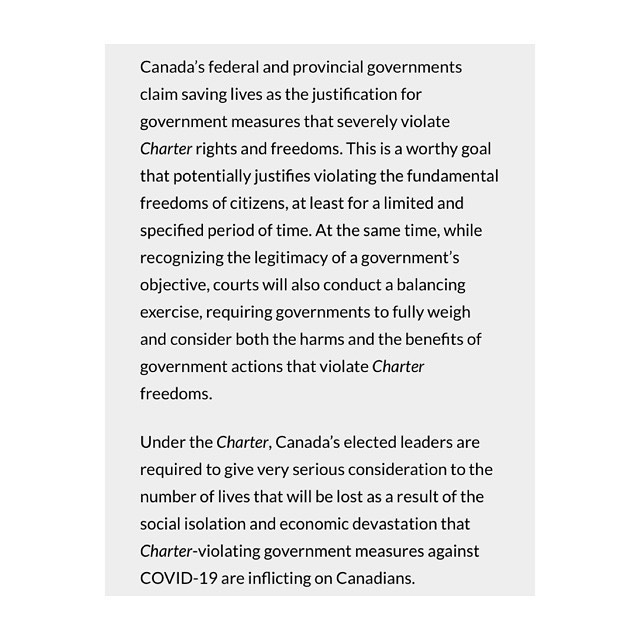 Canada’s federal and provincial governments
claim saving lives as the justification for
government measures that severely violate
Charter rights and freedoms. This is a worthy goal
that potentially justifies violating the fundamental
freedoms of citizens, at least for a limited and
specified period of time. At the same time, while
recognizing the legitimacy of a government’s
objective, courts will also conduct a balancing
exercise, requiring governments to fully weigh
and consider both the harms and the benefits of
government actions that violate Charter
freedoms.
Under the Charter, Canada’s elected leaders are
required to give very serious consideration to the
number of lives that will be lost as a result of the
social isolation and economic devastation that
Charter-violating government measures against
COVID-19 are inflicting on Canadians.